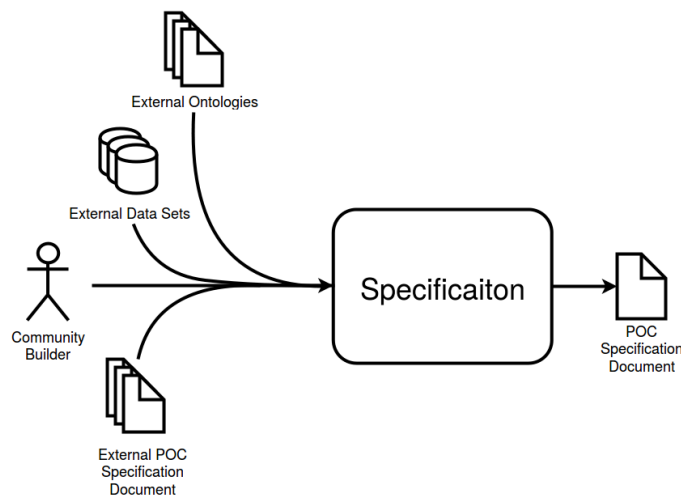 External Ontologies
External Data Sets
Community
Builder
Specificaiton
POC
Specification
Document
External POC
Specification
Document